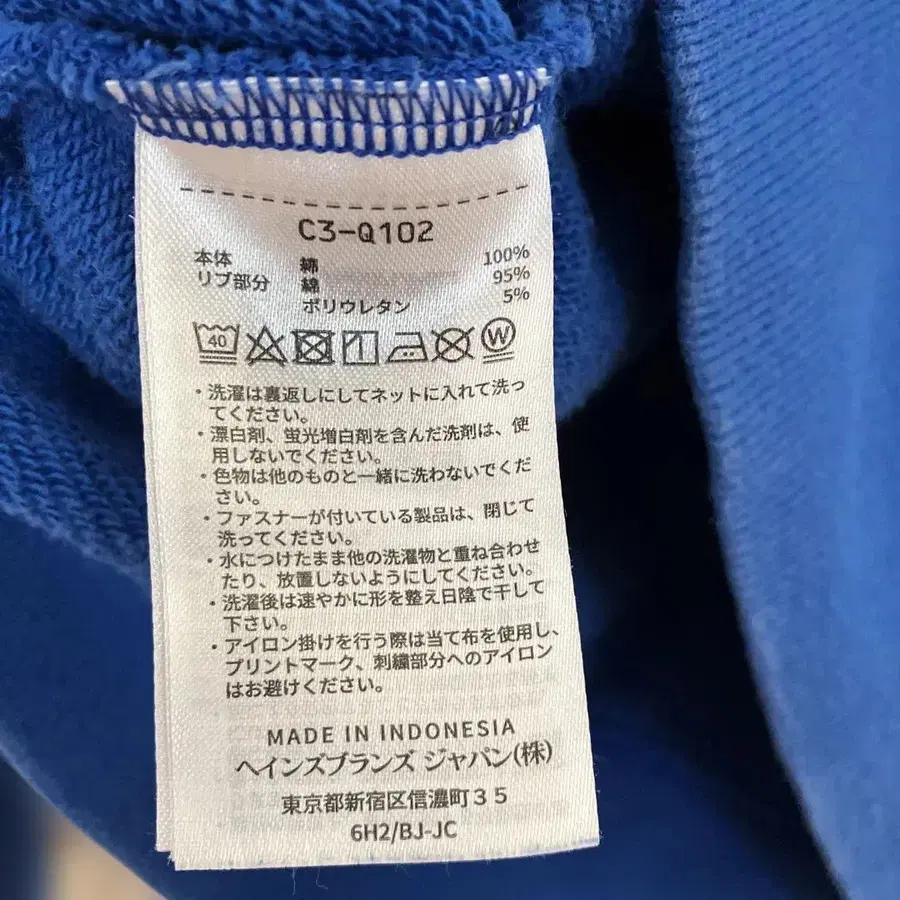 C3-Q102
本体 綿 100%
リブ部分 綿 95%
ポリウレタン 5%
40 W
・洗濯は裏返しにしてネットに入れて洗っ
てください。
・漂白剤、蛍光増白剤を含んだ洗剤は、使
用しないでください。
・色物は他のものと一緒に洗わないでくだ
さい。
・ファスナーが付いている製品は、閉じて
洗ってください。
・水につけたまま他の洗濯物と重ね合わせ
たり、放置しないようにしてください。
・洗濯後は速やかに形を整え日陰で干して
下さい。
・アイロン掛けを行う際は当て布を使用し、
プリントマーク、刺繍部分へのアイロン
はお避けください。
MADE IN INDONESIA
ヘインズブランズ ジャパン(株)
東京都新宿区信濃町35
6H2/BJ-JC